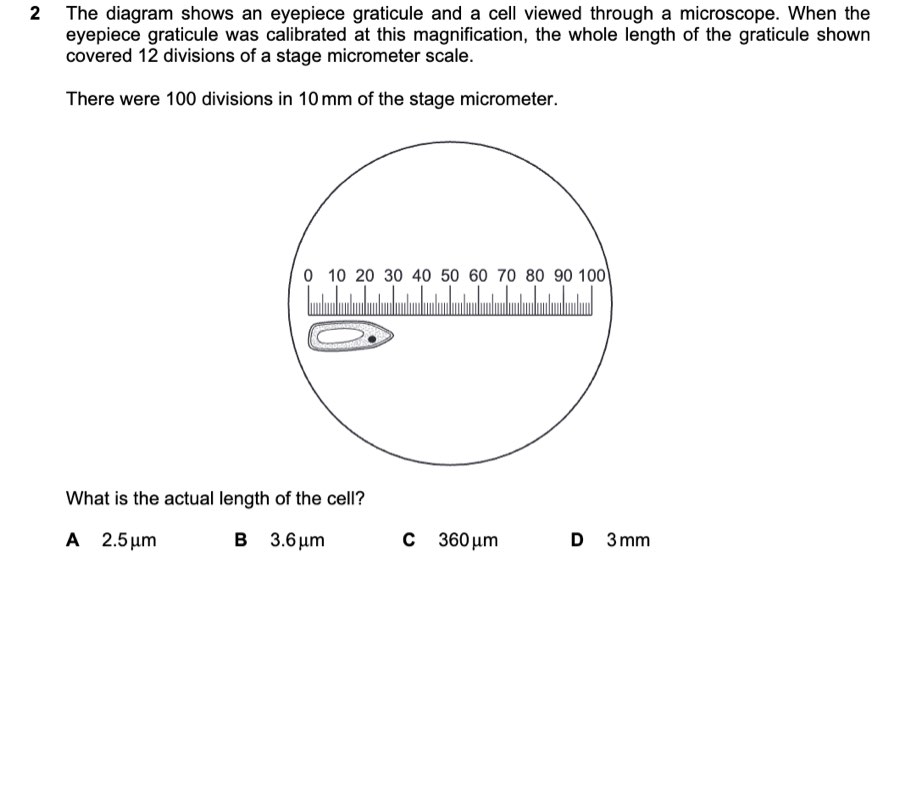 2 The diagram shows an eyepiece graticule and a cell viewed through a microscope. When the
eyepiece graticule was calibrated at this magnification, the whole length of the graticule shown
covered 12 divisions of a stage micrometer scale.
There were 100 divisions in 10 mm of the stage micrometer.
0 10 20 30 40 50 60 70 80 90 100
What is the actual length of the cell?
A 2.5 µm B 3.6 µm C 360 µm D 3 mm